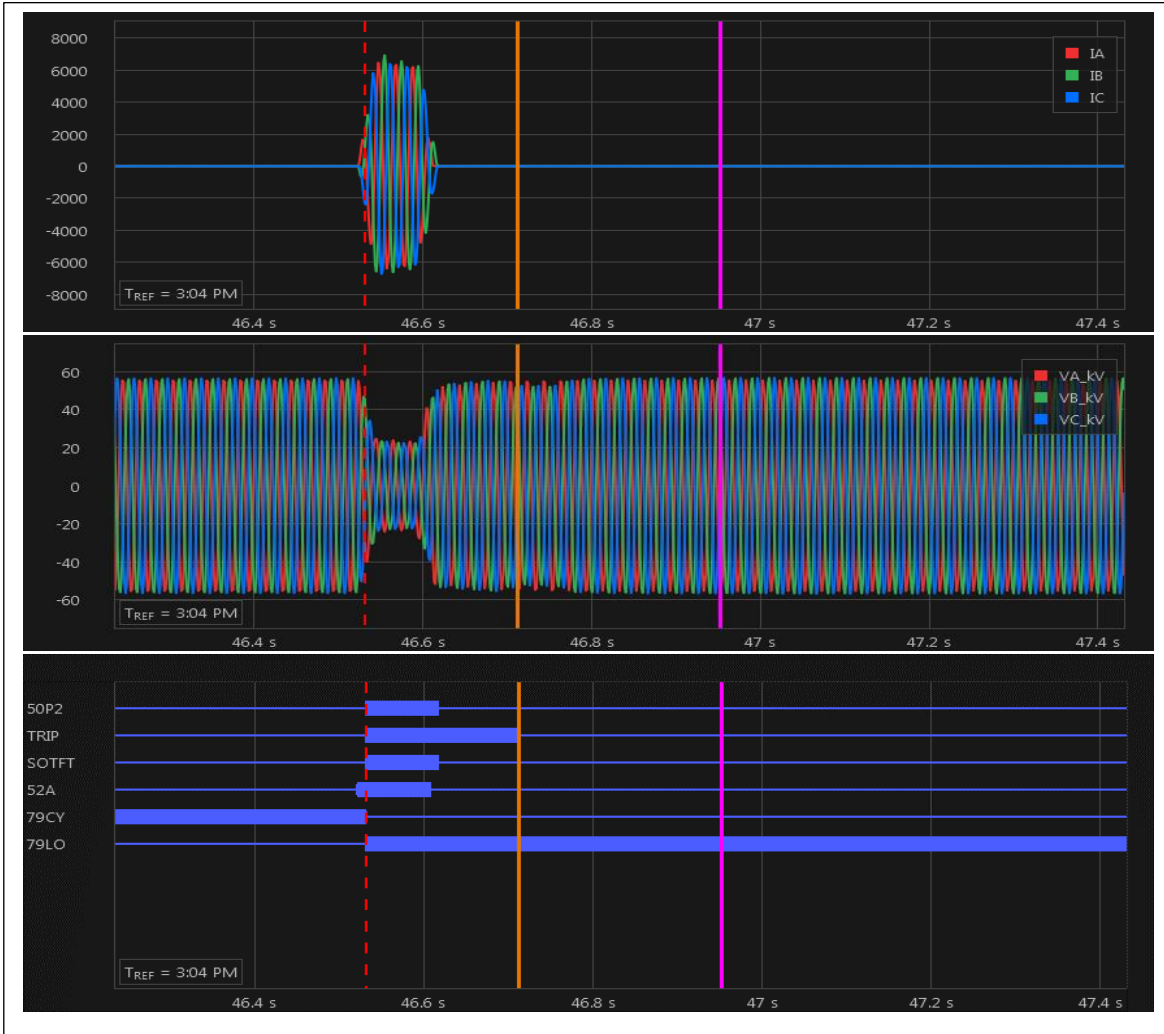 8000
6000
4000
2000
0
-2000
-4000
-6000
-8000
IA
IB
IC
TREF = 3:04 PM
46.4 s
46.6 s
46.8 s
47 s
47.2 s
47.4 s
60
40
20
0
-20
-40
-60
VA_kV
VB_kV
VC_kV
TREF = 3:04 PM
46.4 s
46.6 s
46.8 s
47 s
47.2 s
47.4 s
50P2
TRIP
SOTFT
52A
79CY
79LO
TREF = 3:04 PM
46.4 s
46.6 s
46.8 s
47 s
47.2 s
47.4 s